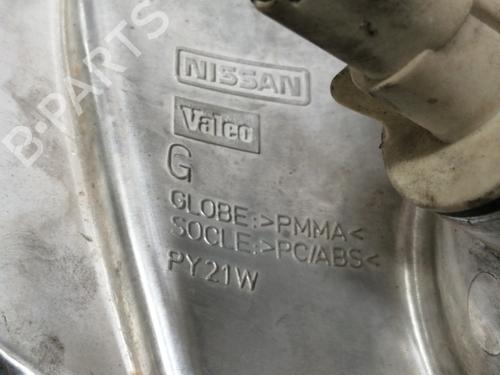 B-PARTS
NISSAN
Valeo
G
GLOBE:>PMMA<
SOCLE:>PC/ABS<
PY21W